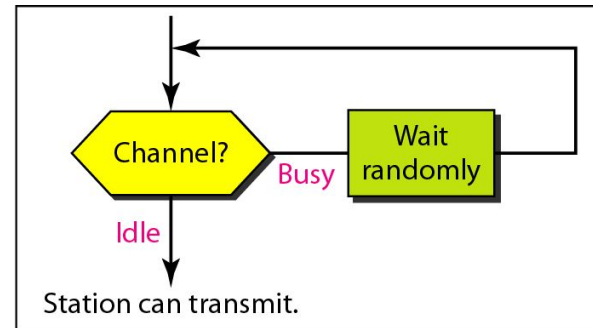 Channel?
Busy
Wait
randomly
Idle
Station can transmit.